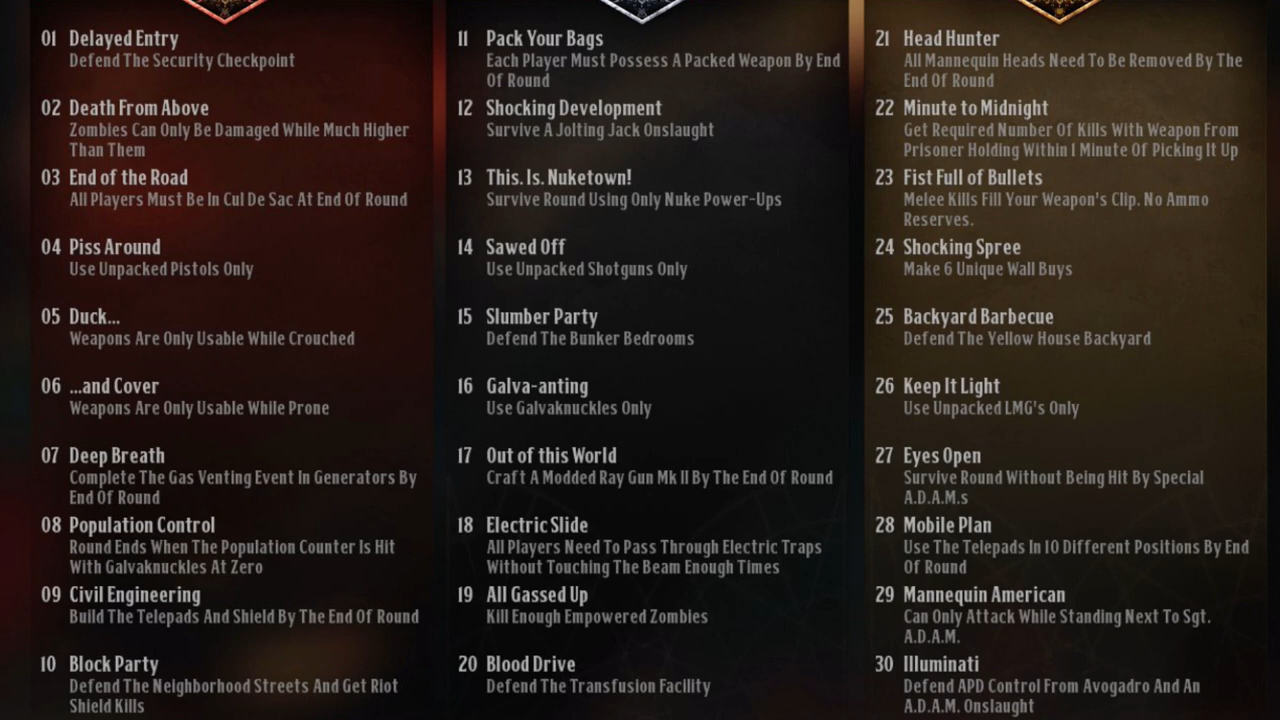 01 Delayed Entry
Defend The Security Checkpoint
02 Death From Above
Zombies Can Only Be Damaged While Much Higher
Than Them
03 End of the Road
All Players Must Be In Cul De Sac At End Of Round
04 Piss Around
Use Unpacked Pistols Only
05 Duck...
Weapons Are Only Usable While Crouched
06 ...and Cover
Weapons Are Only Usable While Prone
07 Deep Breath
Complete The Gas Venting Event In Generators By
End Of Round
08 Population Control
Round Ends When The Population Counter Is Hit
With Galvaknuckles At Zero
09 Civil Engineering
Build The Telepads And Shield By The End Of Round
10 Block Party
Defend The Neighborhood Streets And Get Riot
Shield Kills
11 Pack Your Bags
Each Player Must Possess A Packed Weapon By End
Of Round
12 Shocking Development
Survive A Jolting Jack Onslaught
13 This. Is. Nuketown!
Survive Round Using Only Nuke Power-Ups
14 Sawed Off
Use Unpacked Shotguns Only
15 Slumber Party
Defend The Bunker Bedrooms
16 Galva-anting
Use Galvaknuckles Only
17 Out of this World
Craft A Modded Ray Gun Mk II By The End Of Round
18 Electric Slide
All Players Need To Pass Through Electric Traps
Without Touching The Beam Enough Times
19 All Gassed Up
Kill Enough Empowered Zombies
20 Blood Drive
Defend The Transfusion Facility
21 Head Hunter
All Mannequin Heads Need To Be Removed By The
End Of Round
22 Minute to Midnight
Get Required Number Of Kills With Weapon From
Prisoner Holding Within 1 Minute Of Picking It Up
23 Fist Full of Bullets
Melee Kills Fill Your Weapon's Clip. No Ammo
Reserves.
24 Shocking Spree
Make 6 Unique Wall Buys
25 Backyard Barbecue
Defend The Yellow House Backyard
26 Keep It Light
Use Unpacked LMG's Only
27 Eyes Open
Survive Round Without Being Hit By Special
A.D.A.M.s
28 Mobile Plan
Use The Telepads In 10 Different Positions By End
Of Round
29 Mannequin American
Can Only Attack While Standing Next To Sgt.
A.D.A.M.
30 Illuminati
Defend APD Control From Avogadro And An
A.D.A.M. Onslaught